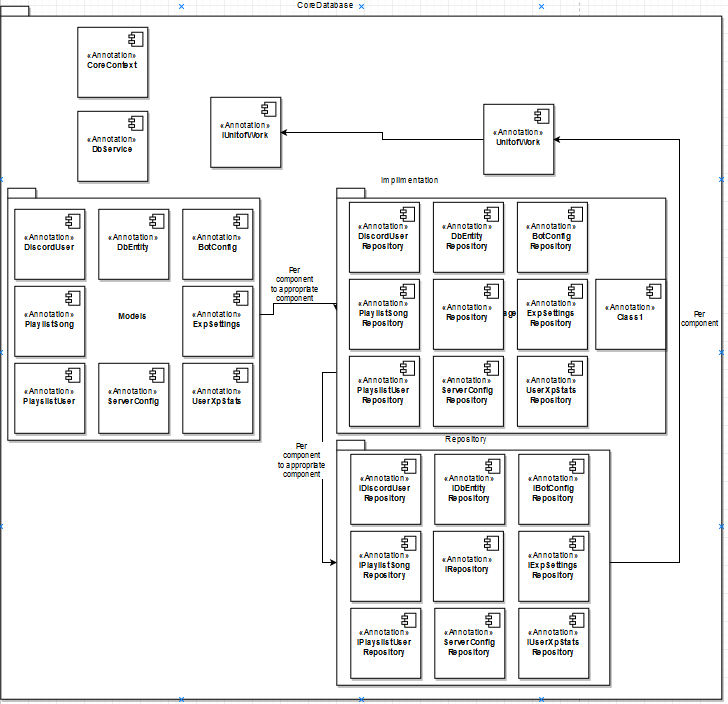 CoreDatabase
«Annotation»
CoreContext
«Annotation»
DbService
«Annotation»
IUnitofWork
«Annotation»
UnitofWork
«Annotation»
DiscordUser
«Annotation»
DbEntity
«Annotation»
BotConfig
«Annotation»
PlaylistSong
Models
«Annotation»
ExpSettings
«Annotation»
PlayslistUser
«Annotation»
ServerConfig
«Annotation»
UserXpStats
Per
component
to appropriate
component
Implimentation
«Annotation»
DiscordUser
Repository
«Annotation»
DbEntity
Repository
«Annotation»
BotConfig
Repository
«Annotation»
PlaylistSong
Repository
«Annotation»
Repository
age
«Annotation»
ExpSettings
Repository
«Annotation»
Class1
«Annotation»
PlayslistUser
Repository
«Annotation»
ServerConfig
Repository
«Annotation»
UserXpStats
Repository
Per
component
Per
component
to appropriate
component
Repository
«Annotation»
IDiscordUser
Repository
«Annotation»
IDbEntity
Repository
«Annotation»
IBotConfig
Repository
«Annotation»
IPlaylistSong
Repository
«Annotation»
IRepository
«Annotation»
IExpSettings
Repository
«Annotation»
IPlayslistUser
Repository
«Annotation»
ServerConfig
Repository
«Annotation»
IUserXpStats
Repository